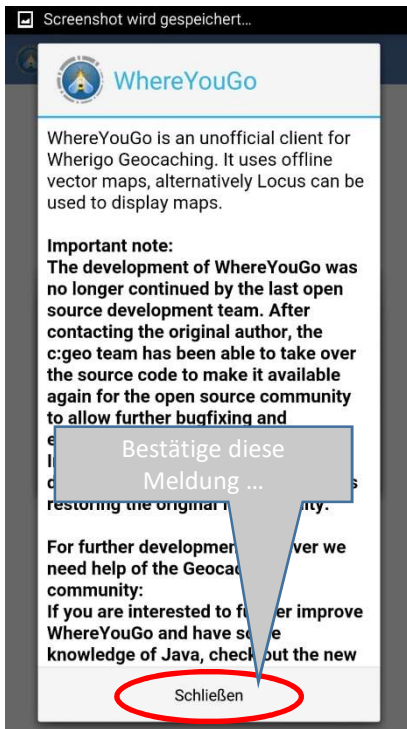 Screenshot wird gespeichert...
WhereYouGo
WhereYouGo is an unofficial client for
Wherigo Geocaching. It uses offline
vector maps, alternatively Locus can be
used to display maps.
Important note:
The development of WhereYouGo was
no longer continued by the last open
source development team. After
contacting the original author, the
c:geo team has been able to take over
the source code to make it available
again for the open source community
to allow further bugfixing and
Bestätige diese
Meldung ...
restoring the original
For further
need help of the
community:
If you are interested to improve
WhereYouGo and have
knowledge of Java, check out the new
Schließen